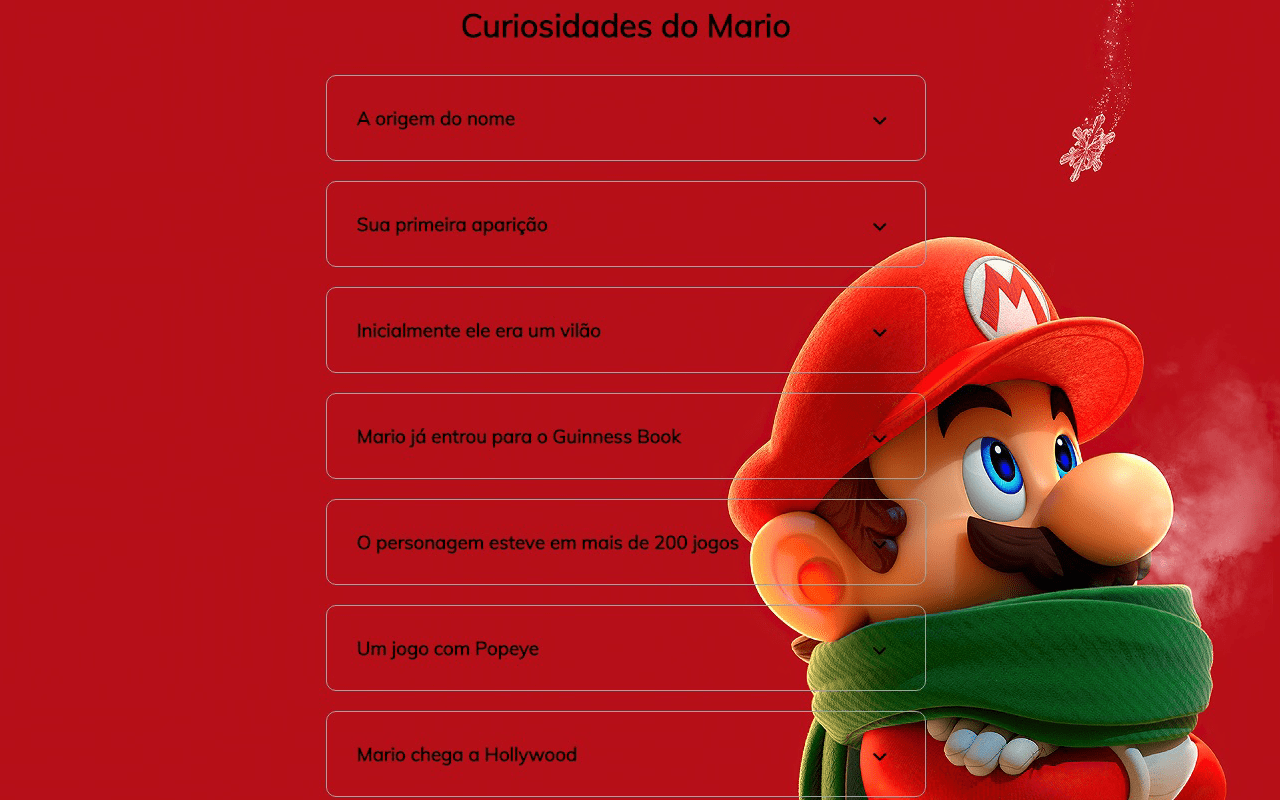 Curiosidades do Mario
A origem do nome
Sua primeira aparição
Inicialmente ele era um vilão
M
Mario já entrou para o Guinness Book
O personagem esteve em mais de 200 jogos
Um jogo com Popeye
Mario chega a Hollywood